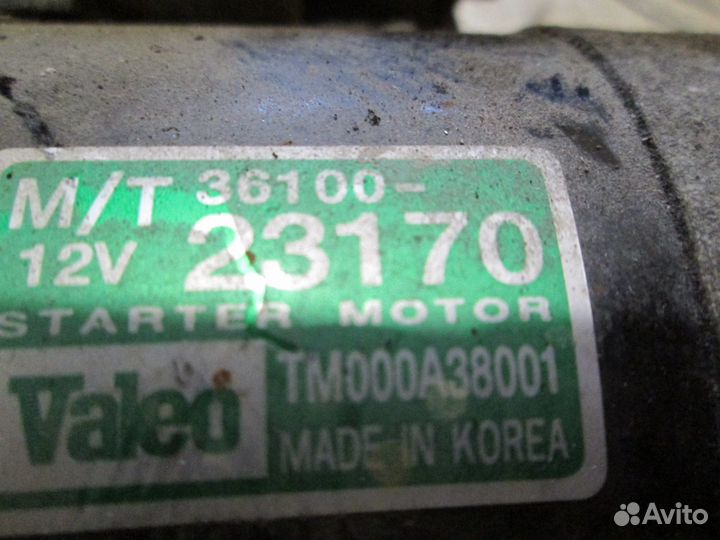 M/T 36100-
12V 23170
STARTER MOTOR
Valeo
TM000A38001
MADE IN KOREA
Avito